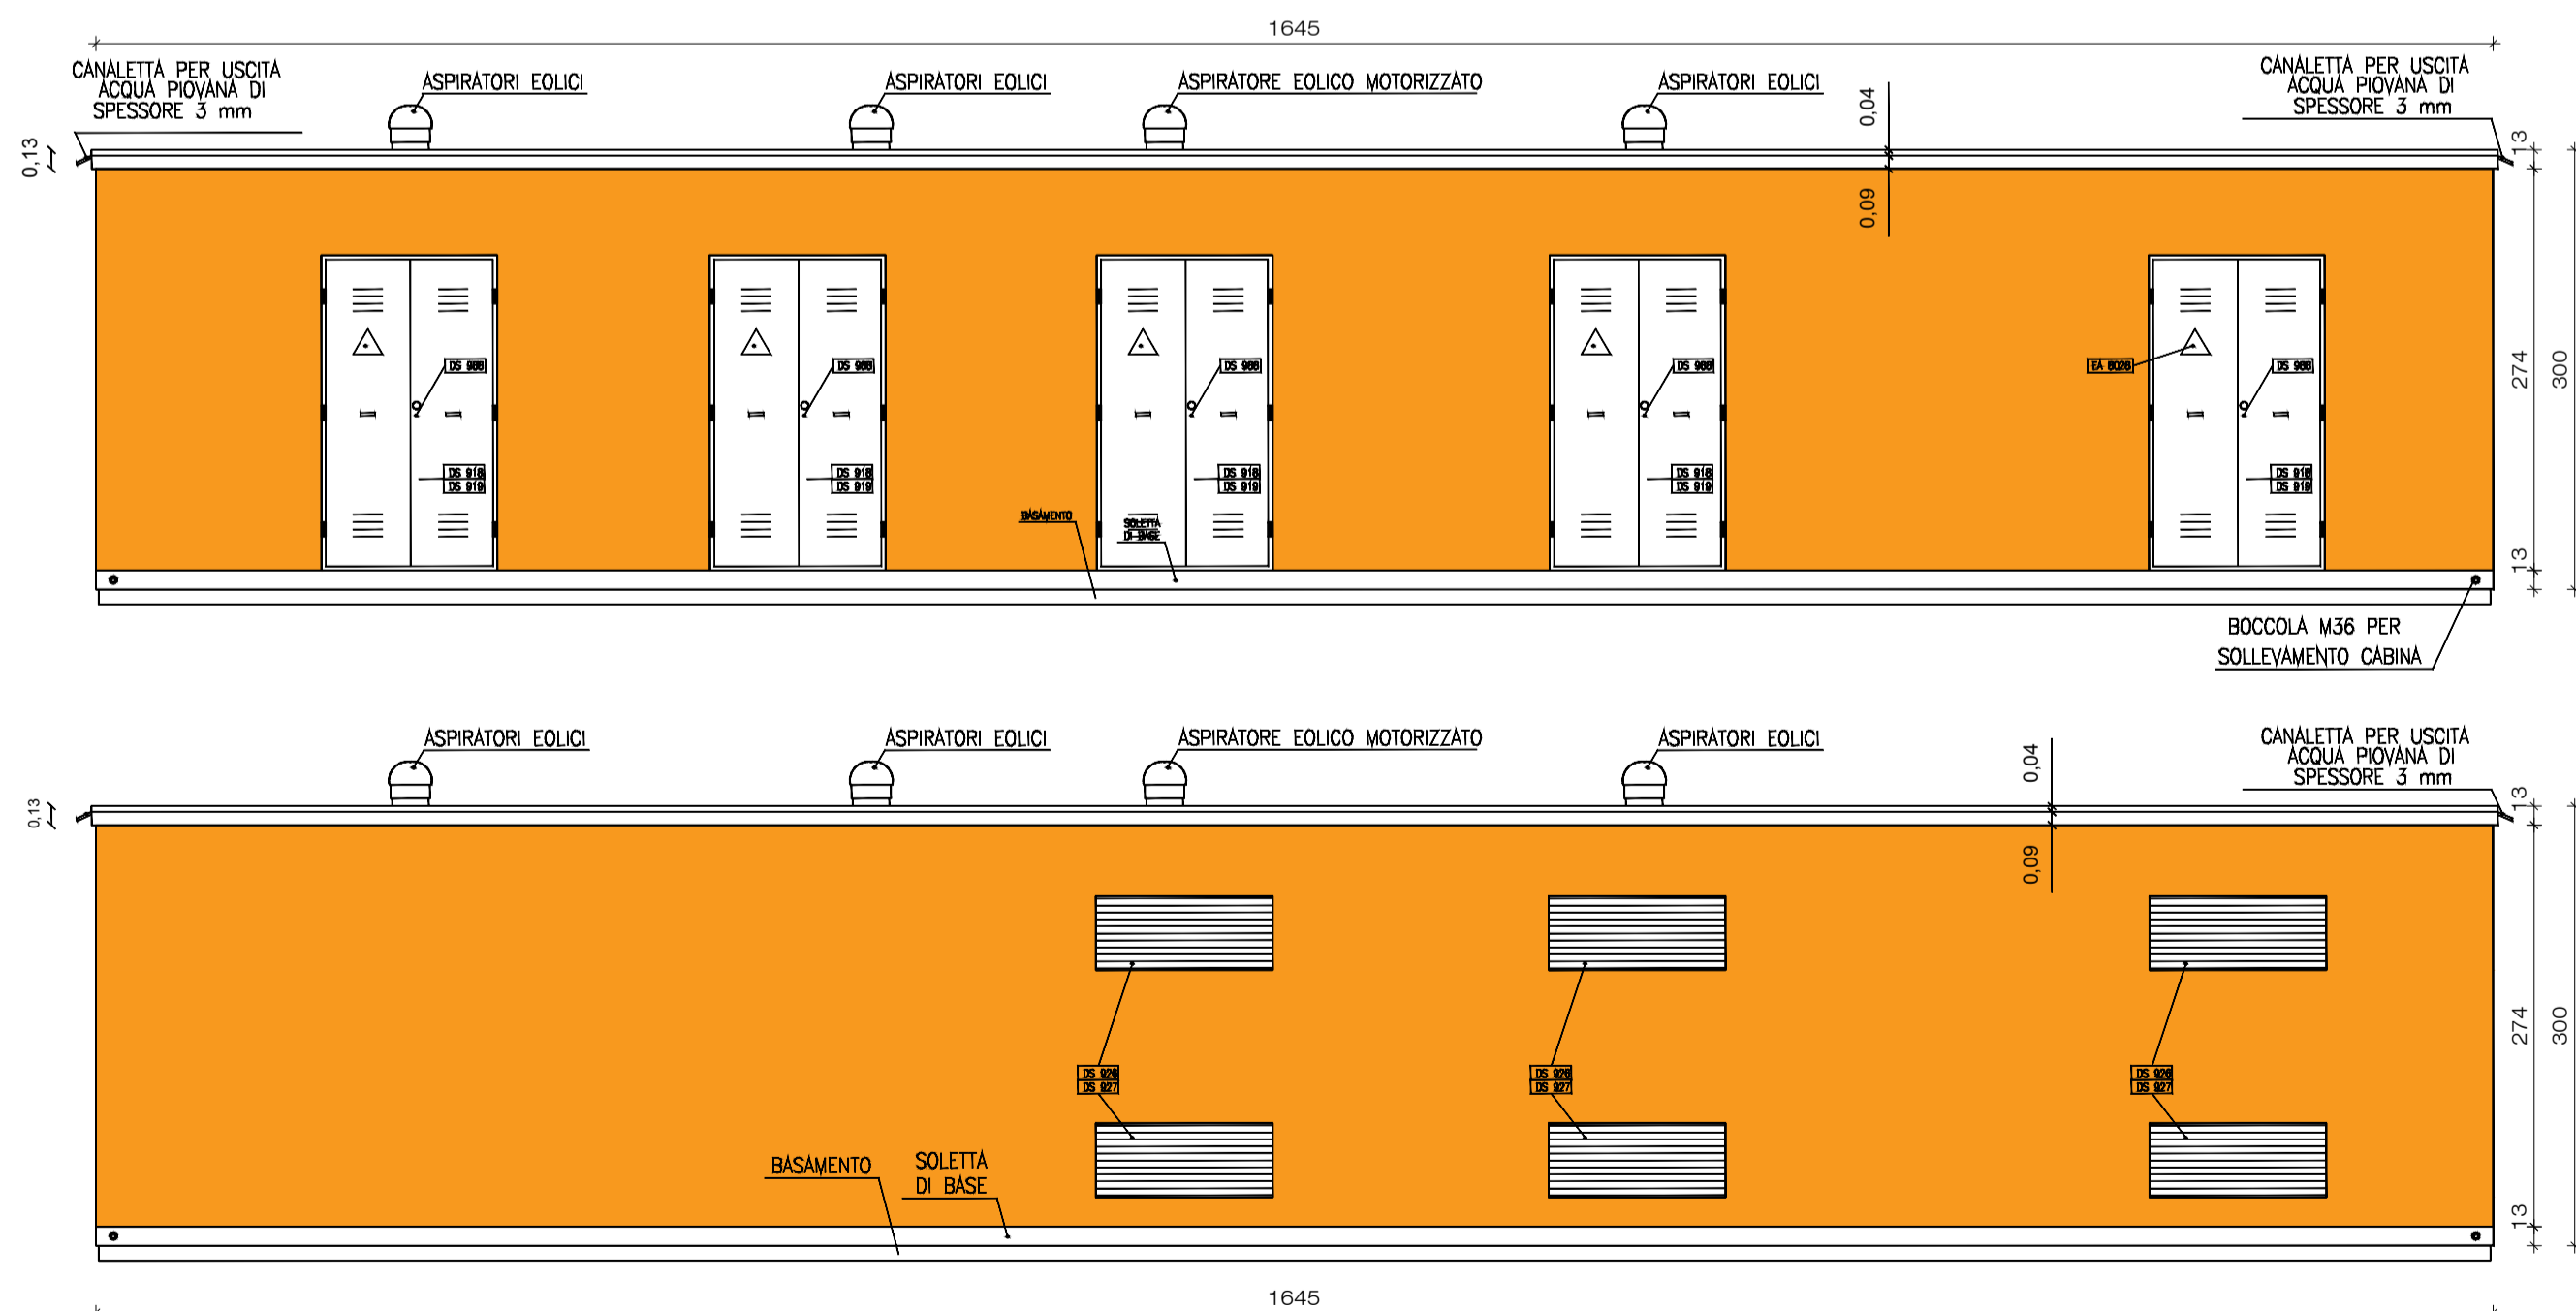 1645
CANALETTA PER USCITA
ACQUA PIOVANA DI
SPESSORE 3 mm
ASPIRATORI EOLICI
ASPIRATORI EOLICI
ASPIRATORE EOLICO MOTORIZZATO
ASPIRATORI EOLICI
CANALETTA PER USCITA
ACQUA PIOVANA DI
SPESSORE 3 mm
0,13
0,04
0,09
13
274
300
13
DS 988
DS 988
DS 988
DS 988
EA 6026
DS 988
DS 918
DS 919
DS 918
DS 919
DS 918
DS 919
DS 918
DS 919
DS 918
DS 919
BASAMENTO
SOLETTA
DI BASE
BOCCOLA M36 PER
SOLLEVAMENTO CABINA
ASPIRATORI EOLICI
ASPIRATORI EOLICI
ASPIRATORE EOLICO MOTORIZZATO
ASPIRATORI EOLICI
CANALETTA PER USCITA
ACQUA PIOVANA DI
SPESSORE 3 mm
0,13
0,04
0,09
13
274
300
13
DS 926
DS 927
DS 926
DS 927
DS 926
DS 927
BASAMENTO
SOLETTA
DI BASE
1645